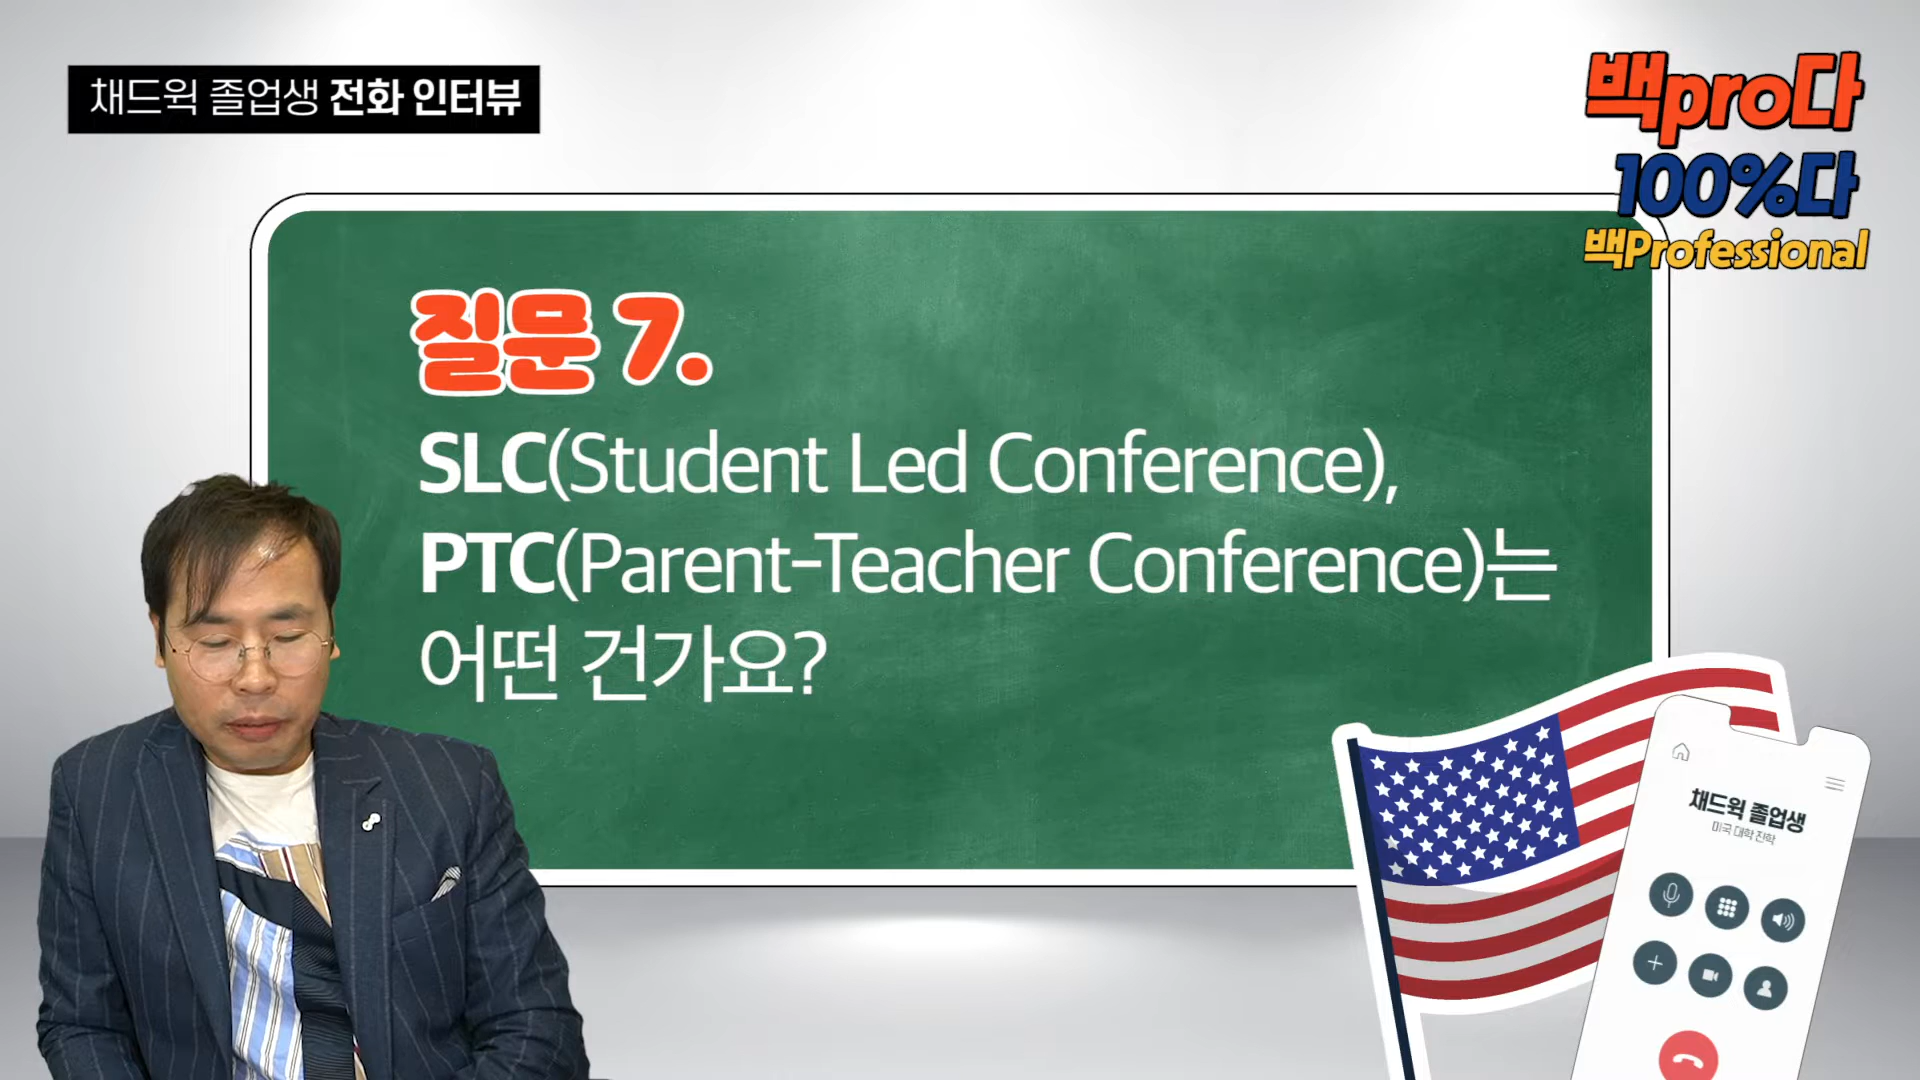 채드윅 졸업생 전화 인터뷰
백pro다
100%다
백Professional
질문 7.
SLC(Student Led Conference),
PTC(Parent-Teacher Conference)는
어떤 건가요?
채드윅 졸업생
미국 대학 진학